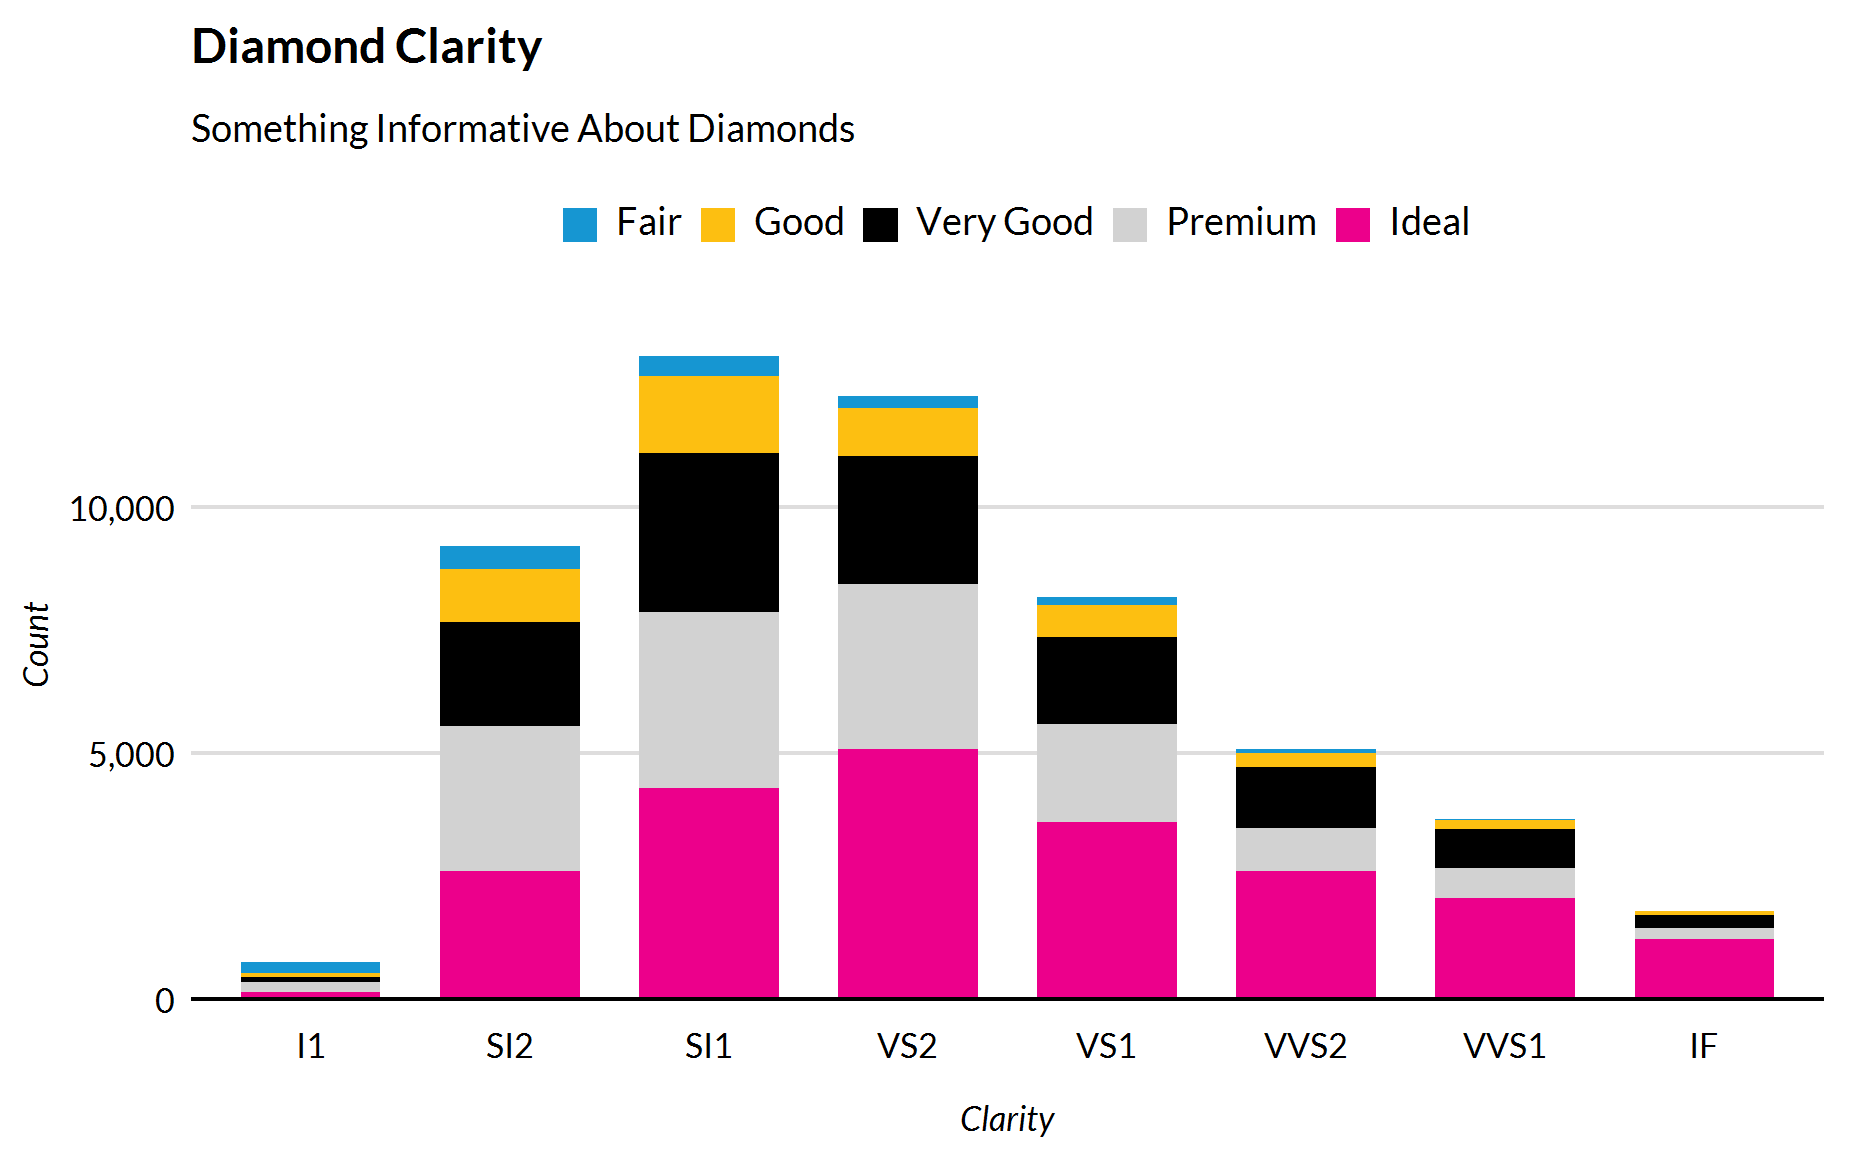 Diamond Clarity
Something Informative About Diamonds
Fair Good Very Good Premium Ideal
10,000
5,000
0
Count
I1 SI2 SI1 VS2 VS1 VVS2 VVS1 IF
Clarity